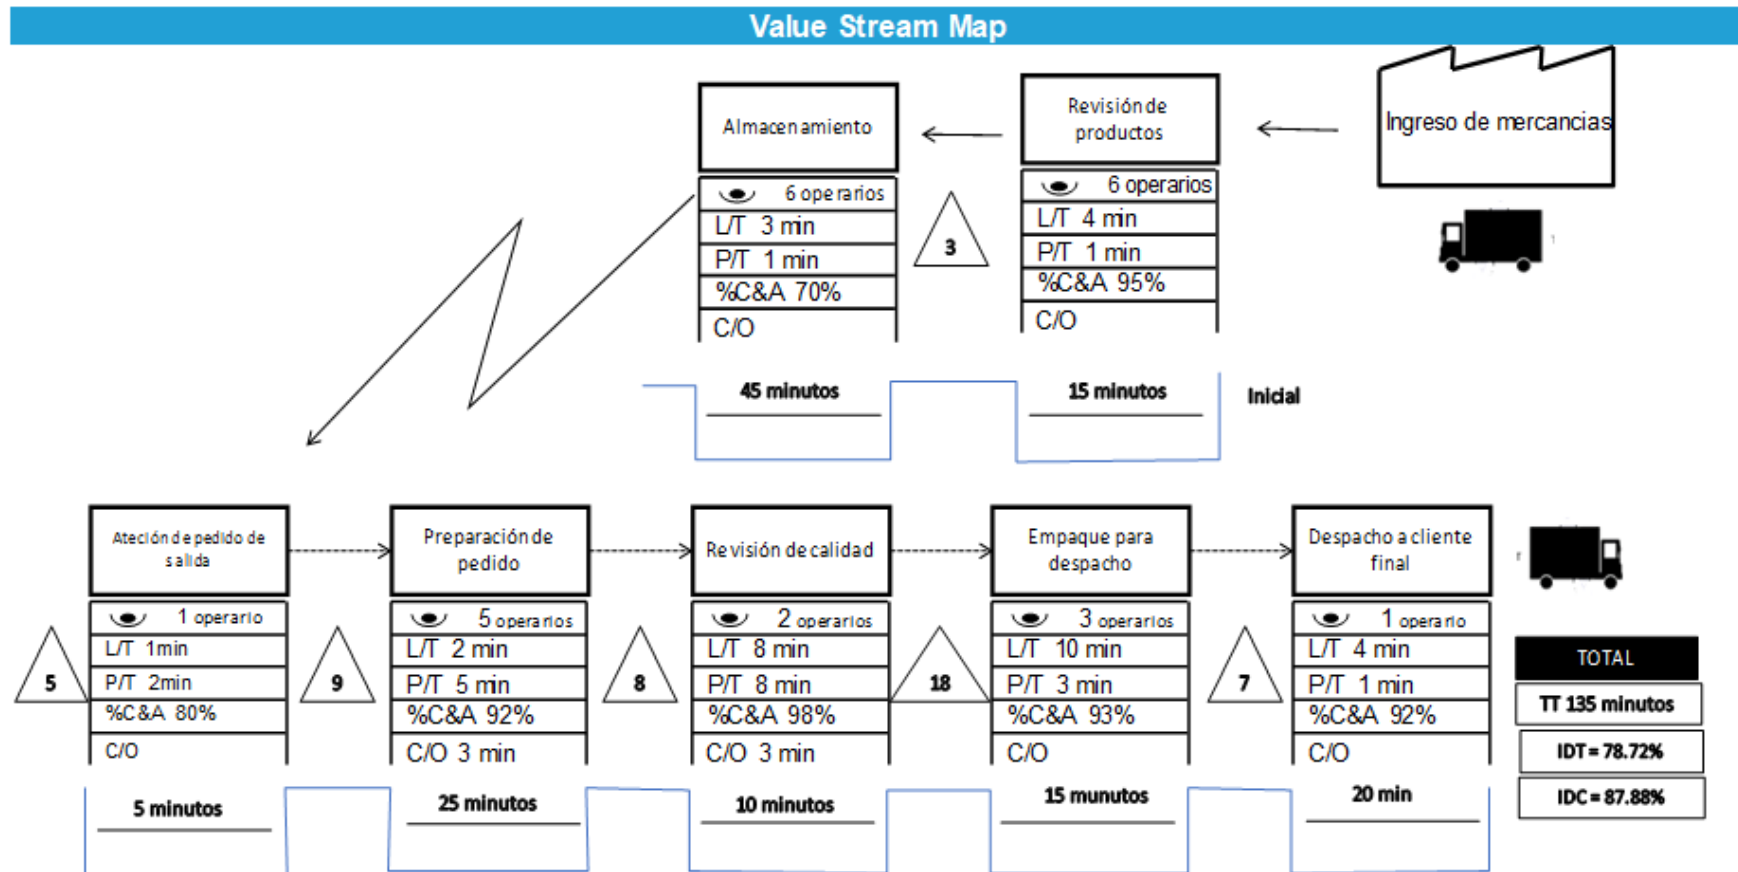 Value Stream Map
Almacenamiento
Revisión de
productos
Ingreso de mercancias
6 operarios
L/T 3 min
P/T 1 min
%C&A 70%
C/O
3
6 operarios
L/T 4 min
P/T 1 min
%C&A 95%
C/O
45 minutos
15 minutos
Inicial
Ateción de pedido de
salida
Preparación de
pedido
Revisión de calidad
Empaque para
despacho
Despacho a cliente
final
5
1 operario
L/T 1min
P/T 2min
%C&A 80%
C/O
9
5 operarios
L/T 2 min
P/T 5 min
%C&A 92%
C/O 3 min
8
2 operarios
L/T 8 min
P/T 8 min
%C&A 98%
C/O 3 min
18
3 operarios
L/T 10 min
P/T 3 min
%C&A 93%
C/O
7
1 operario
L/T 4 min
P/T 1 min
%C&A 92%
C/O
TOTAL
TT 135 minutos
IDT = 78.72%
IDC = 87.88%
5 minutos
25 minutos
10 minutos
15 munutos
20 min